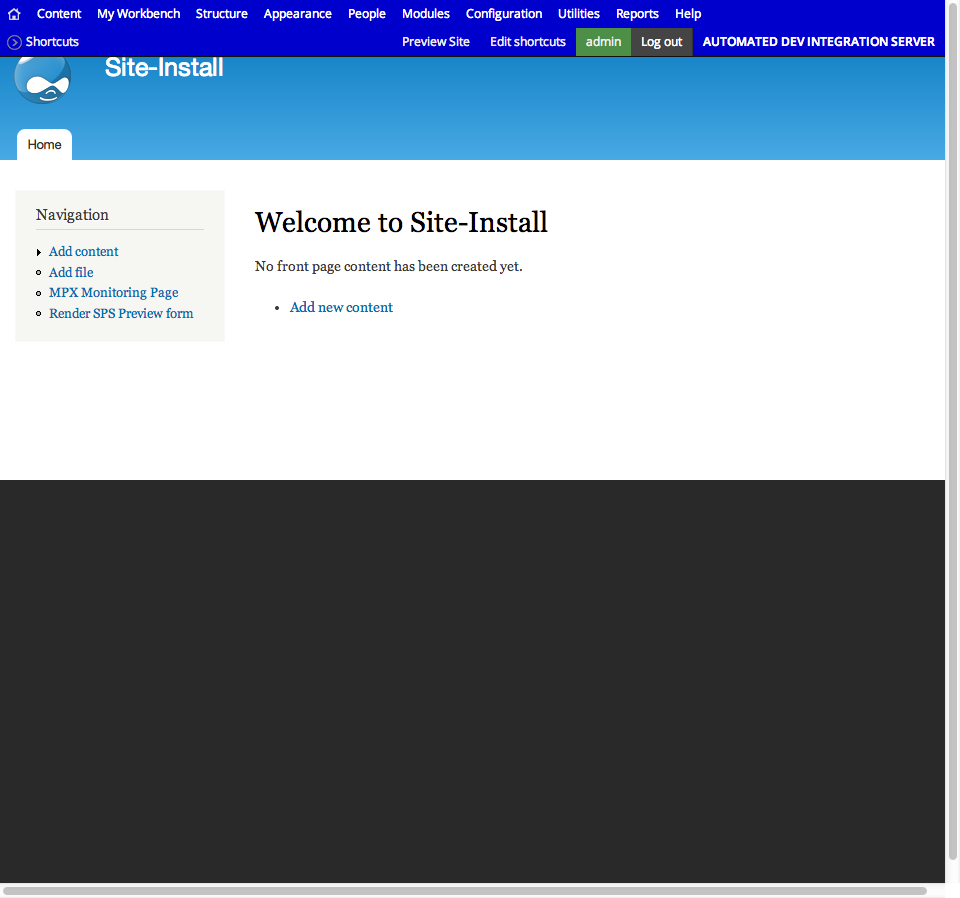 Content My Workbench Structure Appearance People Modules Configuration Utilities Reports Help
Shortcuts Preview Site Edit shortcuts admin Log out AUTOMATED DEV INTEGRATION SERVER
Site-Install
Home
Navigation
Add content
Add file
MPX Monitoring Page
Render SPS Preview form
Welcome to Site-Install
No front page content has been created yet.
Add new content